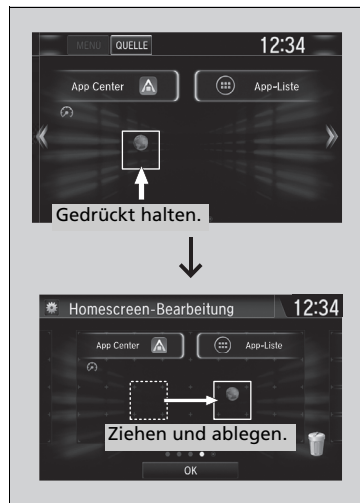 MENU QUELLE 12:34
App Center App-Liste
Gedrückt halten.
Homescreen-Bearbeitung 12:34
App Center App-Liste
Ziehen und ablegen.
OK